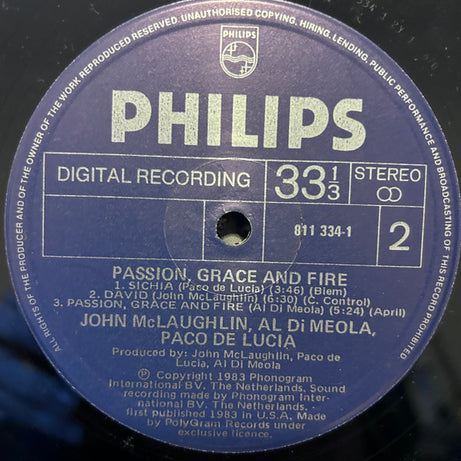 ALL RIGHTS OF THE PRODUCER AND OF THE OWNER OF THE WORK REPRODUCED RESERVED. UNAUTHORISED COPYING, HIRING, LENDING, PUBLIC PERFORMANCE AND BROADCASTING OF THIS RECORD PROHIBITED
PHILIPS
PHILIPS
DIGITAL RECORDING
33 1/3
STEREO
811 334-1
2
PASSION, GRACE AND FIRE
1. SICHIA (Paco de Lucia) (3:46) (Biem)
2. DAVID (John McLaughlin) (6:30) (C. Control)
3. PASSION, GRACE AND FIRE (Al Di Meola) (5:24) (April)
JOHN McLAUGHLIN, AL Di MEOLA,
PACO DE LUCIA
Produced by: John McLaughlin, Paco de
Lucia, Al Di Meola
Ⓟ Copyright 1983 Phonogram
International BV, The Netherlands. Sound
recording made by Phonogram Inter-
national BV, The Netherlands,
first published 1983 in U.S.A. Made
by PolyGram Records under
exclusive licence.